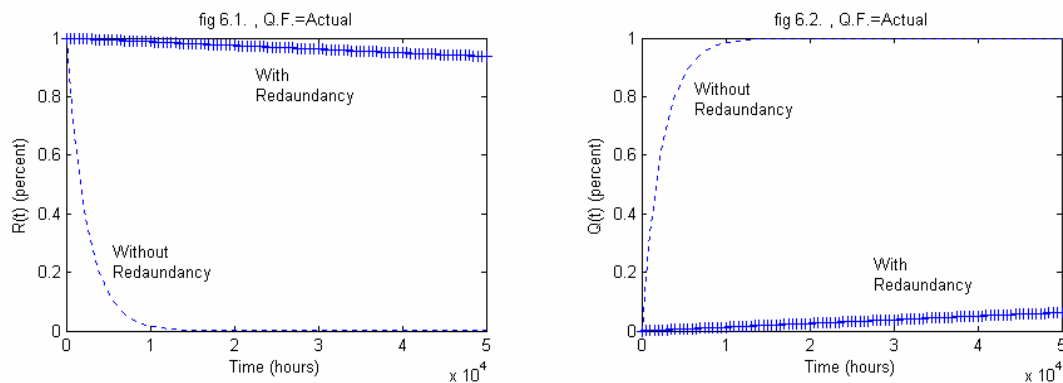 fig 6.1. , Q.F.=Actual
R(t) (percent)
1
0.8
0.6
0.4
0.2
0
With
Redaundancy
Without
Redaundancy
0 1 2 3 4 5
Time (hours)
x 10^4
fig 6.2. , Q.F.=Actual
Q(t) (percent)
1
0.8
0.6
0.4
0.2
0
Without
Redaundancy
With
Redaundancy
0 1 2 3 4 5
Time (hours)
x 10^4